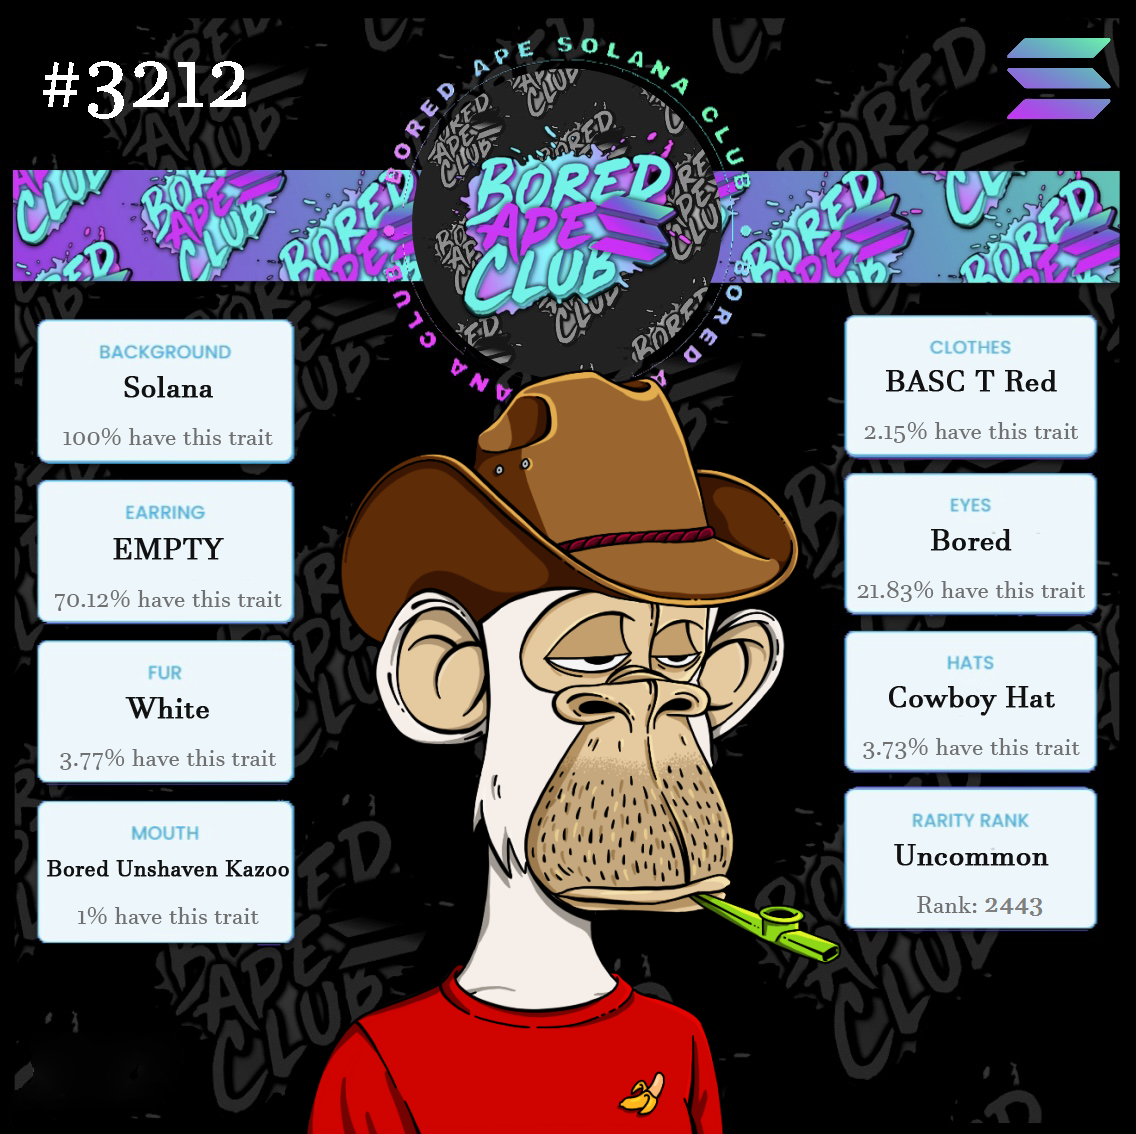 #3212
BORED APE SOLANA CLUB
BORED
APE
CLUB
BACKGROUND
Solana
100% have this trait
EARRING
EMPTY
70.12% have this trait
FUR
White
3.77% have this trait
MOUTH
Bored Unshaven Kazoo
1% have this trait
CLOTHES
BASC T Red
2.15% have this trait
EYES
Bored
21.83% have this trait
HATS
Cowboy Hat
3.73% have this trait
RARITY RANK
Uncommon
Rank: 2443